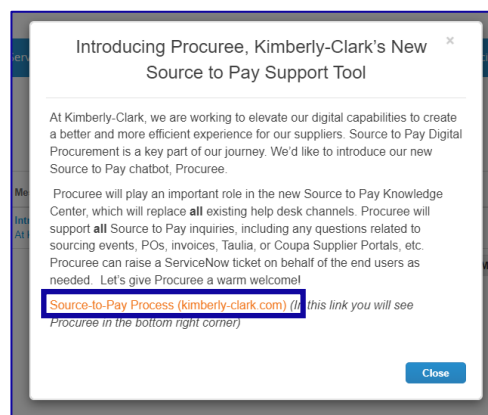 Introducing Procuree, Kimberly-Clark's New
Source to Pay Support Tool
×
At Kimberly-Clark, we are working to elevate our digital capabilities to create
a better and more efficient experience for our suppliers. Source to Pay Digital
Procurement is a key part of our journey. We'd like to introduce our new
Source to Pay chatbot, Procuree.
Procuree will play an important role in the new Source to Pay Knowledge
Center, which will replace all existing help desk channels. Procuree will
support all Source to Pay inquiries, including any questions related to
sourcing events, POs, invoices, Taulia, or Coupa Supplier Portals, etc.
Procuree can raise a ServiceNow ticket on behalf of the end users as
needed. Let's give Procuree a warm welcome!
Source-to-Pay Process (kimberly-clark.com) (In this link you will see
Procuree in the bottom right corner)
Close